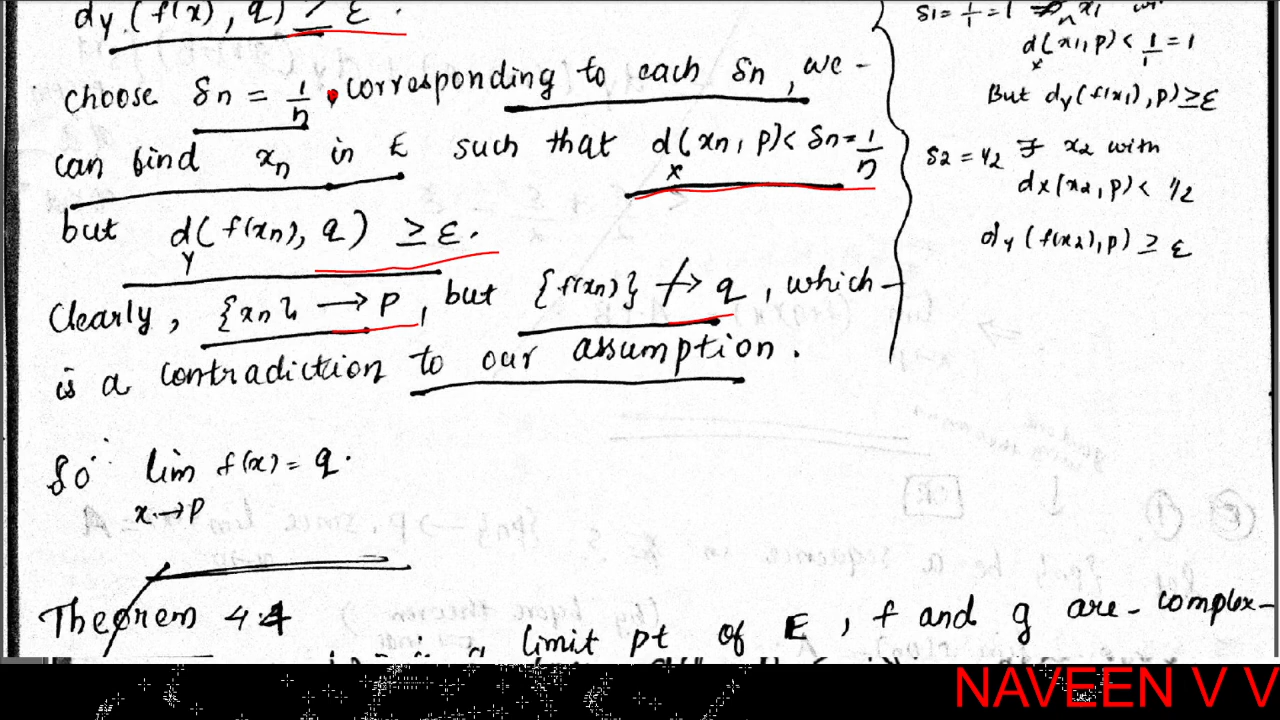 dy (f(x), q) ≥ ε.
choose δn = 1/n, corresponding to each δn, we-
can find xn in E such that dx(xn, p) < δn = 1/n
but dy(f(xn), q) ≥ ε.
Clearly, {xn} → p, but {f(xn)} ↛ q, which-
is a contradiction to our assumption.
So lim f(x) = q.
x→p
Theorem 4.4
limit pt of E, f and g are-complex-
δ1 = 1/1 = 1 ∃ x1
dx(x1, p) < 1/1 = 1
But dy(f(x1), p) ≥ ε
δ2 = 1/2 ∃ x2 with
dx(x2, p) < 1/2
dy(f(x2), p) ≥ ε
NAVEEN V V